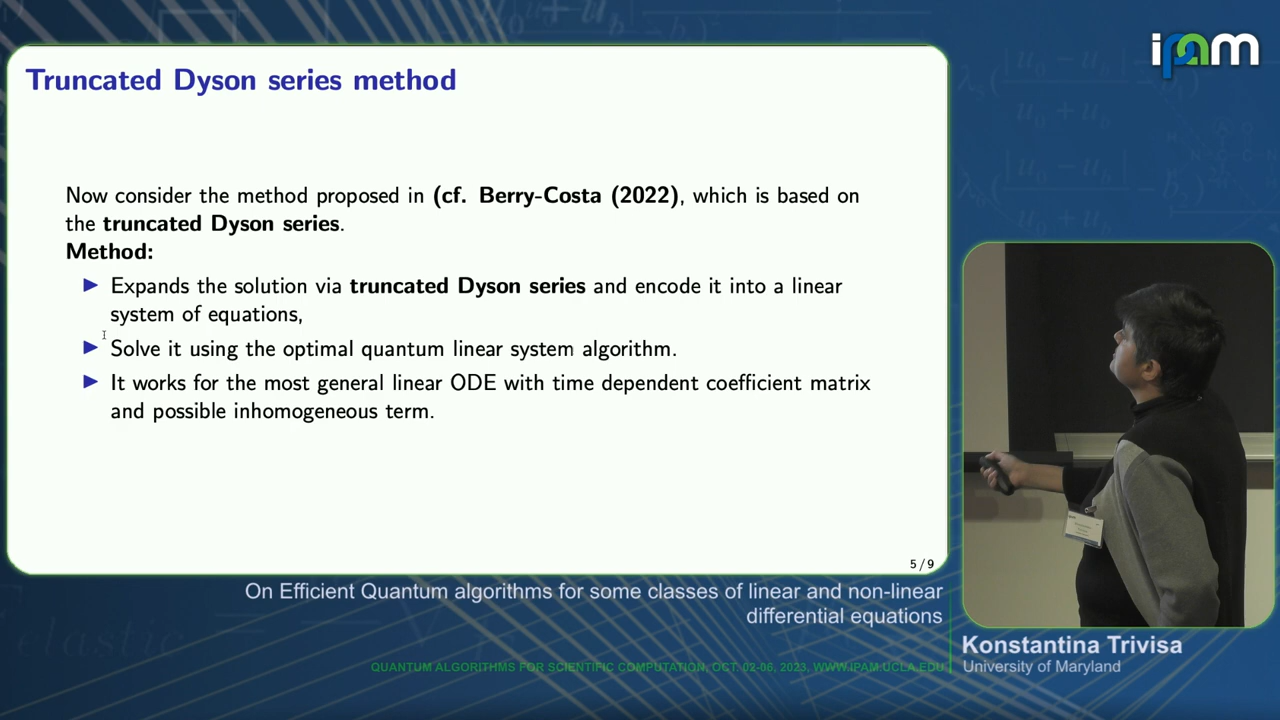 ipam
Truncated Dyson series method
Now consider the method proposed in (cf. Berry-Costa (2022), which is based on
the truncated Dyson series.
Method:
Expands the solution via truncated Dyson series and encode it into a linear
system of equations,
Solve it using the optimal quantum linear system algorithm.
It works for the most general linear ODE with time dependent coefficient matrix
and possible inhomogeneous term.
5 / 9
On Efficient Quantum algorithms for some classes of linear and non-linear
differential equations
Konstantina Trivisa
University of Maryland
QUANTUM ALGORITHMS FOR SCIENTIFIC COMPUTATION, OCT. 02-06, 2023, WWW.IPAM.UCLA.EDU
elastic